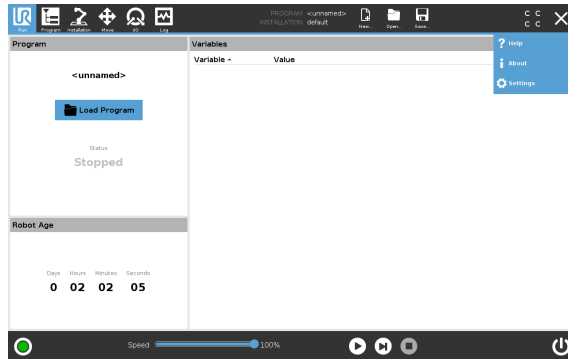 UR
PROGRAM <unnamed>
INSTALLATION default
C C
C C
Run Program Installation Move I/O Log New... Open... Save...
Program
Variables
Help
About
Settings
Variable Value
<unnamed>
Load Program
Status
Stopped
Robot Age
Days Hours Minutes Seconds
0 02 02 05
Speed 100%